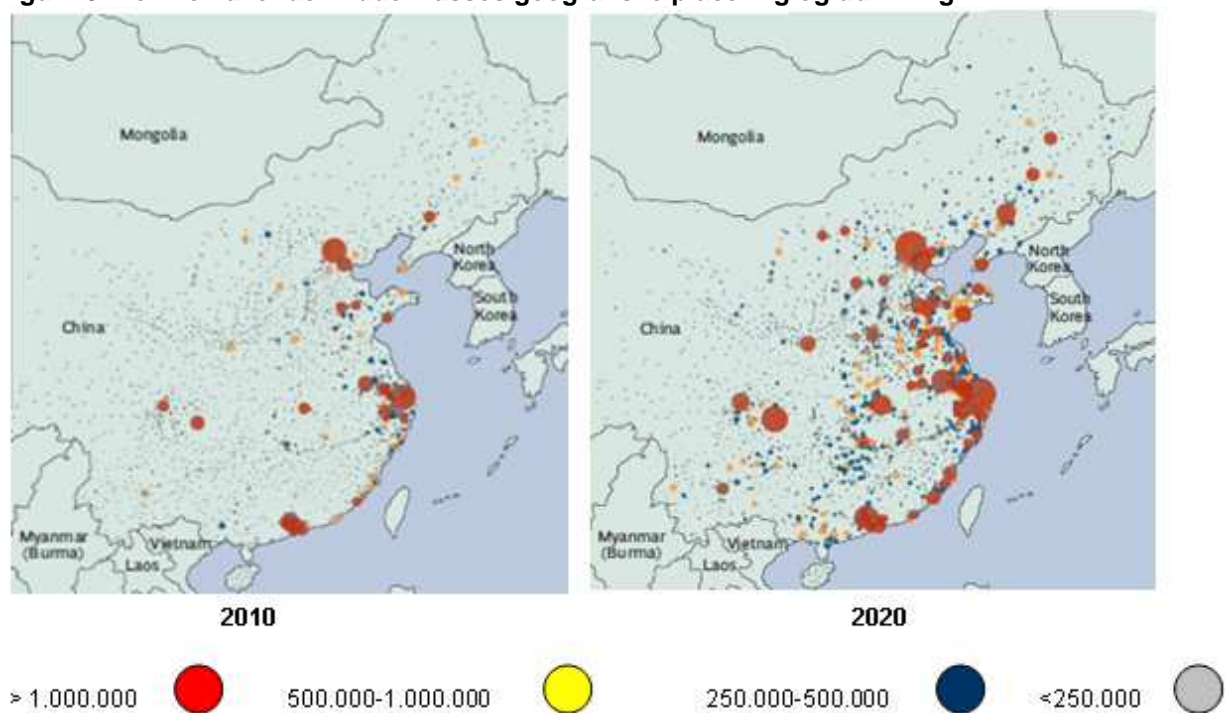 Mongolia
North
Korea
South
Korea
China
Myanmar
(Burma)
Vietnam
Laos
Mongolia
North
Korea
South
Korea
China
Myanmar
(Burma)
Vietnam
Laos
2010
2020
> 1.000.000 500.000-1.000.000 250.000-500.000 <250.000